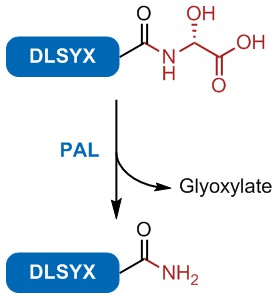 O OH
DLSYX N H OH O
PAL
Glyoxylate
O
DLSYX NH₂